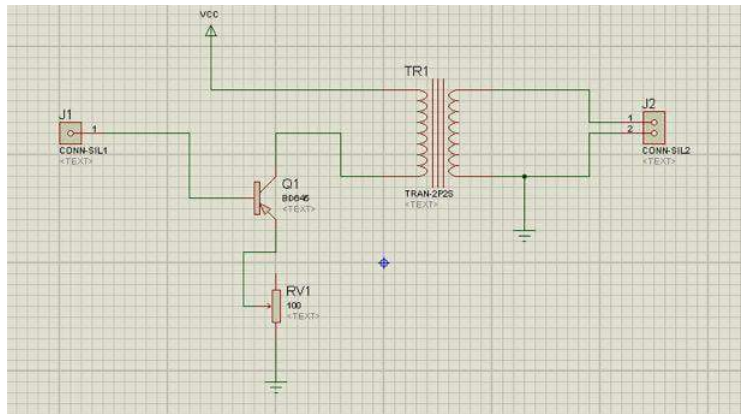 VCC
TR1
J1
1
CONN-SIL1
<TEXT>
J2
1
2
CONN-SIL2
<TEXT>
Q1
BD646
<TEXT>
TRAN-2P2S
<TEXT>
RV1
100
<TEXT>